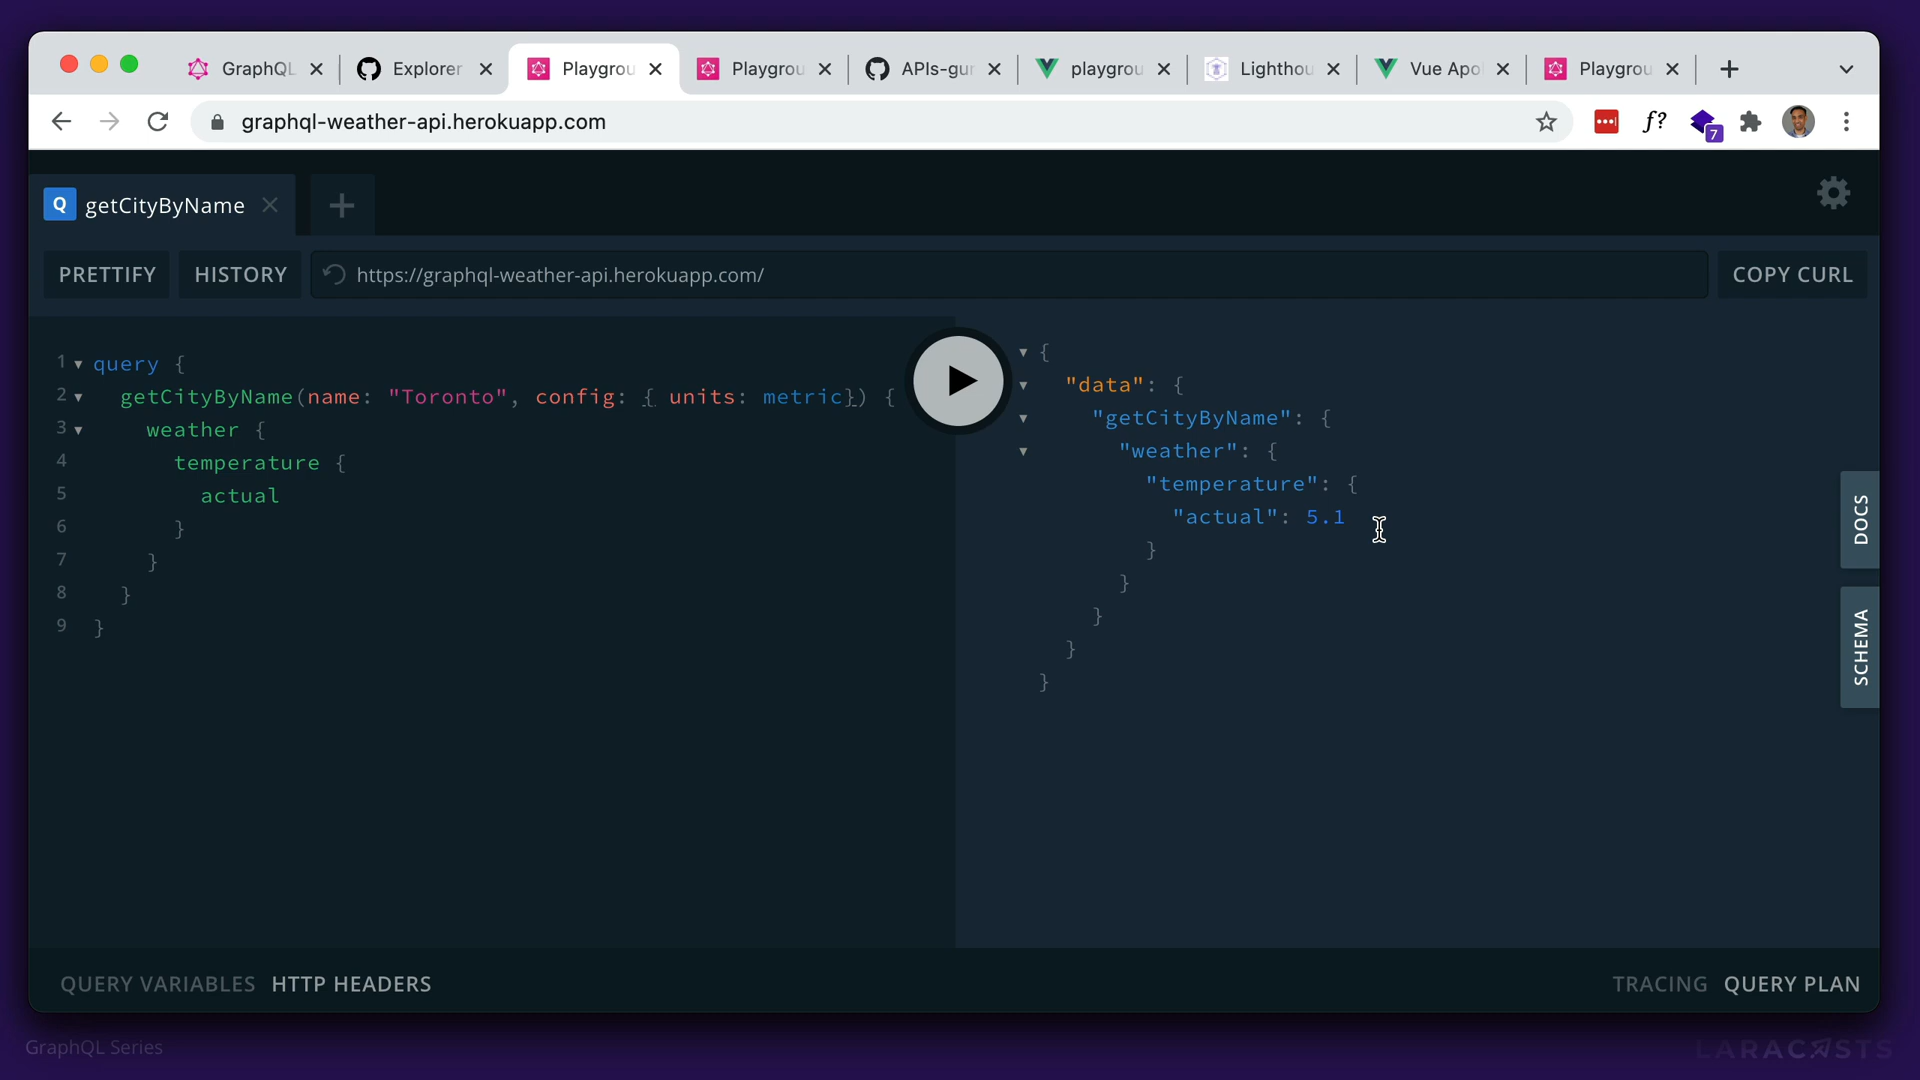 GraphQL
Explorer
Playgrou
Playgrou
APIs-gur
playgrou
Lighthou
Vue Apo
Playgrou
graphql-weather-api.herokuapp.com
f?
7
Q getCityByName
PRETTIFY
HISTORY
https://graphql-weather-api.herokuapp.com/
COPY CURL
1 query {
2 getCityByName(name: "Toronto", config: { units: metric}) {
3 weather {
4 temperature {
5 actual
6 }
7 }
8 }
9 }
{
"data": {
"getCityByName": {
"weather": {
"temperature": {
"actual": 5.1
}
}
}
}
}
DOCS
SCHEMA
QUERY VARIABLES HTTP HEADERS
TRACING QUERY PLAN
GraphQL Series
LARACASTS